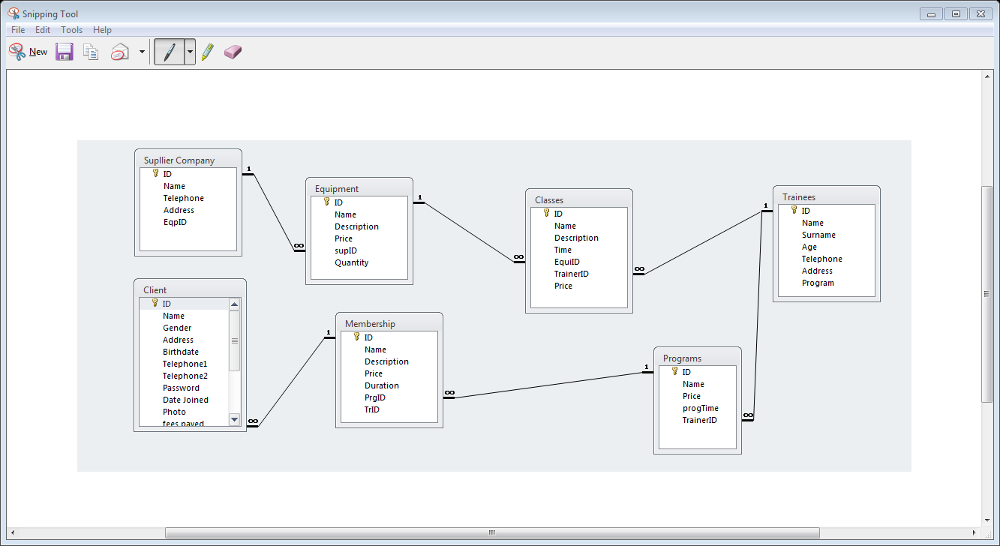 Snipping Tool
File Edit Tools Help
New
Supllier Company
ID
Name
Telephone
Address
EqpID
1
∞
Equipment
ID
Name
Description
Price
supID
Quantity
1
∞
Classes
ID
Name
Description
Time
EquiID
TrainerID
Price
∞
1
Trainees
ID
Name
Surname
Age
Telephone
Address
Program
Client
ID
Name
Gender
Address
Birthdate
Telephone1
Telephone2
Password
Date Joined
Photo
fees payed
∞
1
Membership
ID
Name
Description
Price
Duration
PrgID
TrID
∞
1
Programs
ID
Name
Price
progTime
TrainerID
∞